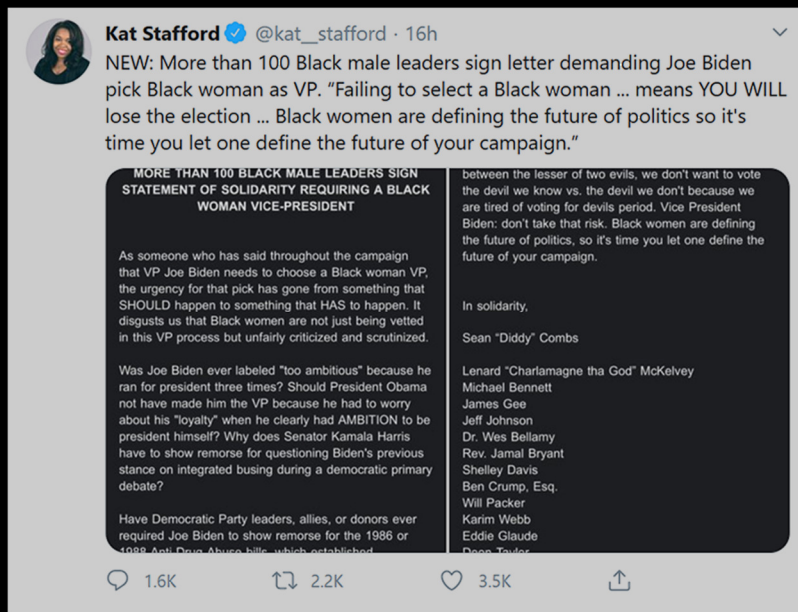 Kat Stafford @kat__stafford · 16h
NEW: More than 100 Black male leaders sign letter demanding Joe Biden
pick Black woman as VP. “Failing to select a Black woman ... means YOU WILL
lose the election ... Black women are defining the future of politics so it's
time you let one define the future of your campaign.”
MORE THAN 100 BLACK MALE LEADERS SIGN
STATEMENT OF SOLIDARITY REQUIRING A BLACK
WOMAN VICE-PRESIDENT
As someone who has said throughout the campaign
that VP Joe Biden needs to choose a Black woman VP,
the urgency for that pick has gone from something that
SHOULD happen to something that HAS to happen. It
disgusts us that Black women are not just being vetted
in this VP process but unfairly criticized and scrutinized.
Was Joe Biden ever labeled "too ambitious" because he
ran for president three times? Should President Obama
not have made him the VP because he had to worry
about his "loyalty" when he clearly had AMBITION to be
president himself? Why does Senator Kamala Harris
have to show remorse for questioning Biden's previous
stance on integrated busing during a democratic primary
debate?
Have Democratic Party leaders, allies, or donors ever
required Joe Biden to show remorse for the 1986 or
1988 Anti Drug Abuse bills, which established
between the lesser of two evils, we don't want to vote
the devil we know vs. the devil we don't because we
are tired of voting for devils period. Vice President
Biden: don't take that risk. Black women are defining
the future of politics, so it's time you let one define the
future of your campaign.
In solidarity,
Sean "Diddy" Combs
Lenard "Charlamagne tha God" McKelvey
Michael Bennett
James Gee
Jeff Johnson
Dr. Wes Bellamy
Rev. Jamal Bryant
Shelley Davis
Ben Crump, Esq.
Will Packer
Karim Webb
Eddie Glaude
Deon Taylor
1.6K 2.2K 3.5K